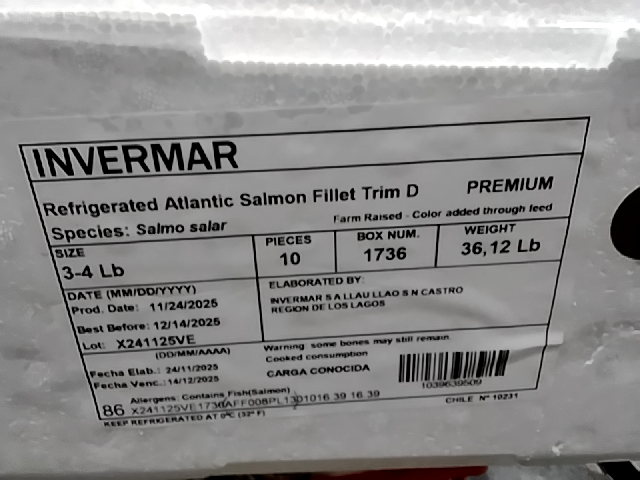 INVERMAR
Refrigerated Atlantic Salmon Fillet Trim D PREMIUM
Species: Salmo salar Farm Raised - Color added through feed
SIZE PIECES BOX NUM. WEIGHT
3-4 Lb 10 1736 36,12 Lb
DATE (MM/DD/YYYY) ELABORATED BY:
Prod. Date: 11/24/2025 INVERMAR S A LLAU LLAO S N CASTRO
REGION DE LOS LAGOS
Best Before: 12/14/2025
Lot: X241125VE
(DD/MM/AAAA) Warning some bones may still remain
Fecha Elab.: 24/11/2025 Cooked consumption
Fecha Venc.: 14/12/2025 CARGA CONOCIDA
1039639509
Allergens: Contains Fish(Salmon)
86 X241125VE1736AFF008PL1301016 39 16.39
KEEP REFRIGERATED AT 0ºC (32º F) CHILE Nº 10231